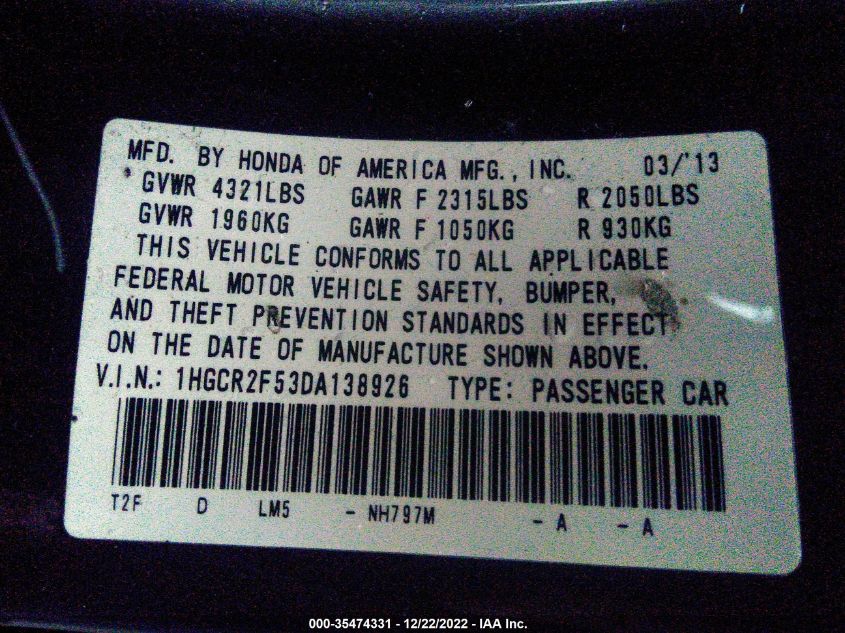 MFD. BY HONDA OF AMERICA MFG., INC. 03/'13
GVWR 4321LBS GAWR F 2315LBS R 2050LBS
GVWR 1960KG GAWR F 1050KG R 930KG
THIS VEHICLE CONFORMS TO ALL APPLICABLE
FEDERAL MOTOR VEHICLE SAFETY, BUMPER,
AND THEFT PREVENTION STANDARDS IN EFFECT
ON THE DATE OF MANUFACTURE SHOWN ABOVE.
V.I.N.: 1HGCR2F53DA138926 TYPE: PASSENGER CAR
T2F D LM5 - NH797M - A - A
000-35474331 - 12/22/2022 - IAA Inc.